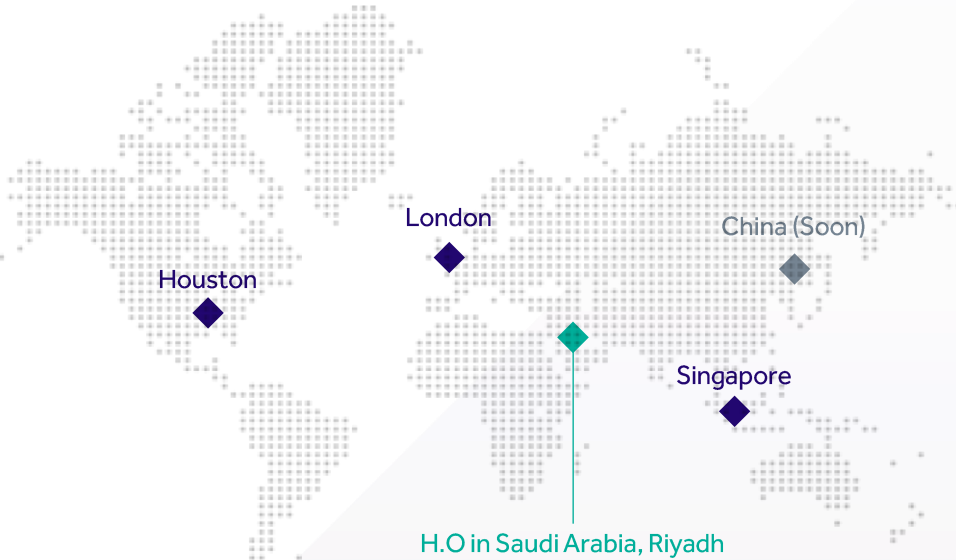 London
China (Soon)
Houston
Singapore
H.O in Saudi Arabia, Riyadh